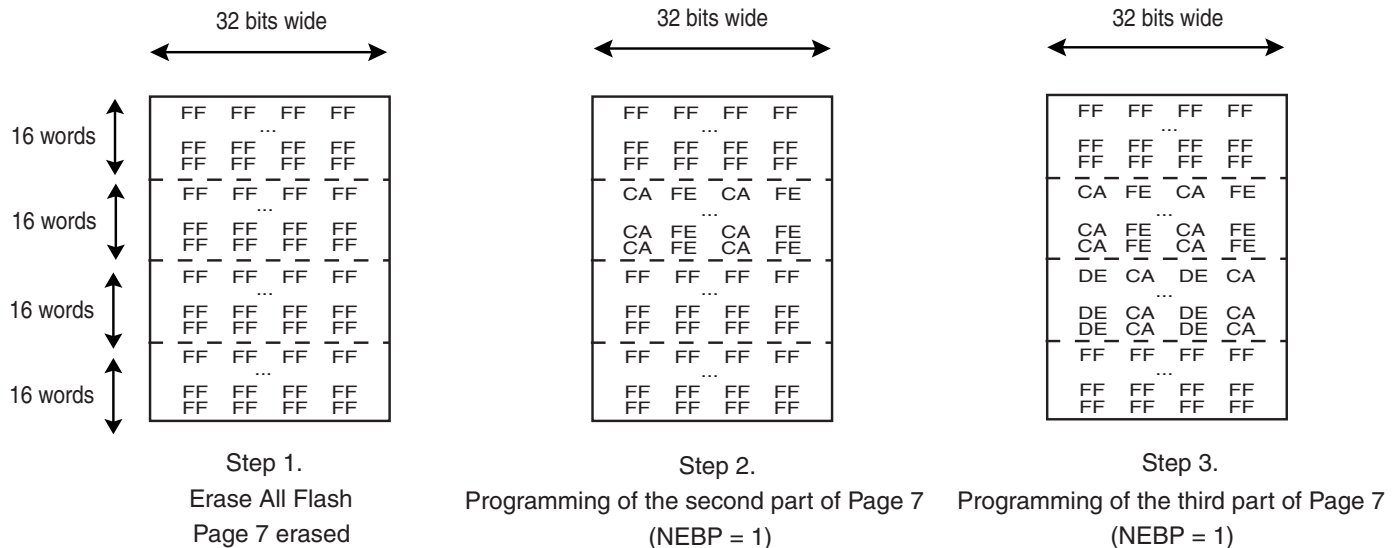 32 bits wide 32 bits wide 32 bits wide
16 words FF FF FF FF FF FF FF FF FF FF FF FF
... ... ...
FF FF FF FF FF FF FF FF FF FF FF FF
FF FF FF FF FF FF FF FF FF FF FF FF
16 words FF FF FF FF CA FE CA FE CA FE CA FE
... ... ...
FF FF FF FF CA FE CA FE CA FE CA FE
FF FF FF FF CA FE CA FE CA FE CA FE
16 words FF FF FF FF FF FF FF FF DE CA DE CA
... ... ...
FF FF FF FF FF FF FF FF DE CA DE CA
FF FF FF FF FF FF FF FF DE CA DE CA
16 words FF FF FF FF FF FF FF FF FF FF FF FF
... ... ...
FF FF FF FF FF FF FF FF FF FF FF FF
FF FF FF FF FF FF FF FF FF FF FF FF
Step 1. Step 2. Step 3.
Erase All Flash Programming of the second part of Page 7 Programming of the third part of Page 7
Page 7 erased (NEBP = 1) (NEBP = 1)